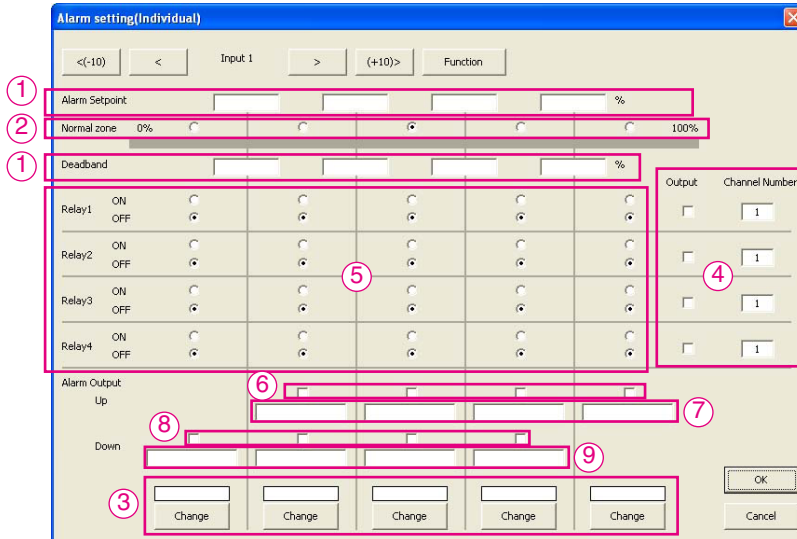 Alarm setting(Individual)
<(-10) < Input 1 > (+10)> Function
1 Alarm Setpoint %
2 Normal zone 0% 100%
1 Deadband %
Output Channel Number
Relay1 ON
OFF
1
Relay2 ON
OFF
1
5
4
Relay3 ON
OFF
1
Relay4 ON
OFF
1
Alarm Output
6
Up
7
8
Down
9
3
OK
Change Change Change Change Change Cancel